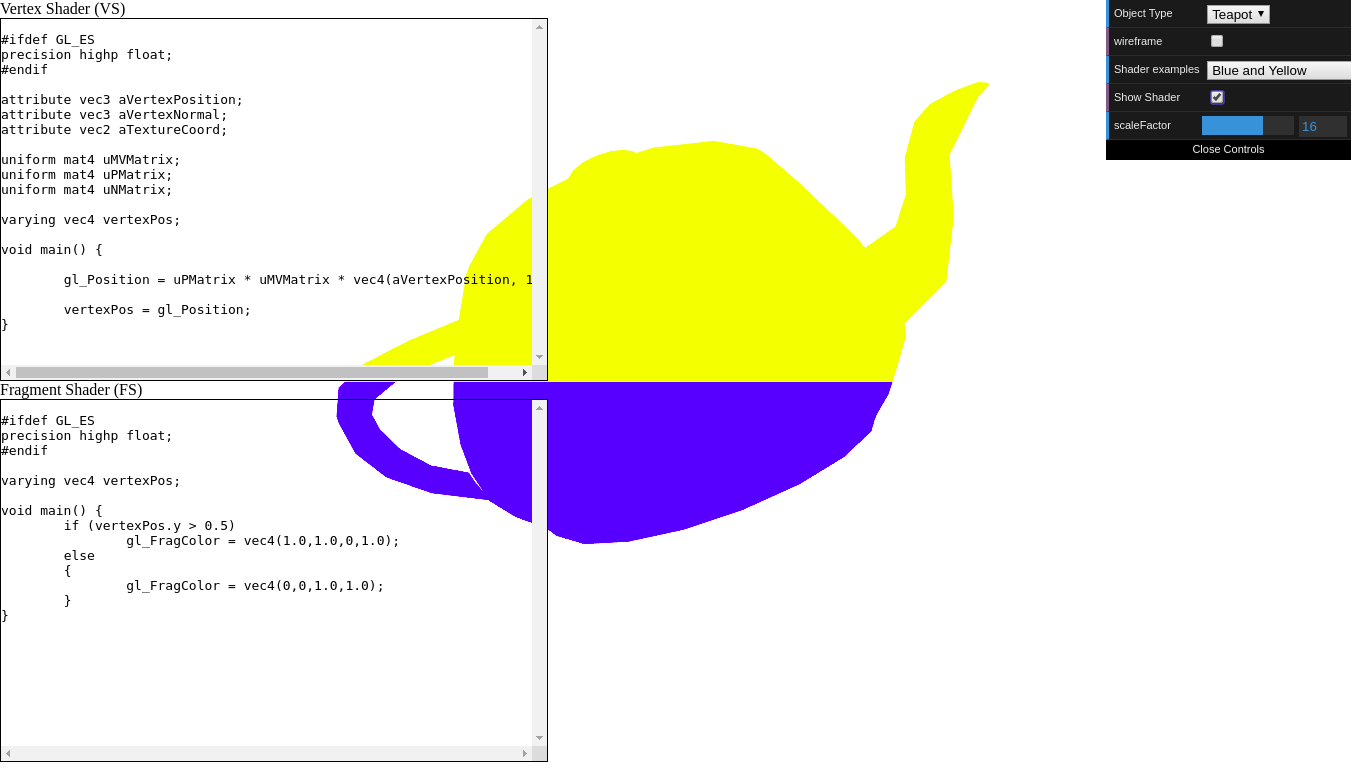 Vertex Shader (VS)
#ifdef GL_ES
precision highp float;
#endif
attribute vec3 aVertexPosition;
attribute vec3 aVertexNormal;
attribute vec2 aTextureCoord;
uniform mat4 uMVMatrix;
uniform mat4 uPMatrix;
uniform mat4 uNMatrix;
varying vec4 vertexPos;
void main() {
gl_Position = uPMatrix * uMVMatrix * vec4(aVertexPosition, 1
vertexPos = gl_Position;
}
Fragment Shader (FS)
#ifdef GL_ES
precision highp float;
#endif
varying vec4 vertexPos;
void main() {
if (vertexPos.y > 0.5)
gl_FragColor = vec4(1.0,1.0,0,1.0);
else
{
gl_FragColor = vec4(0,0,1.0,1.0);
}
}
Object Type Teapot
wireframe
Shader examples Blue and Yellow
Show Shader
scaleFactor 16
Close Controls